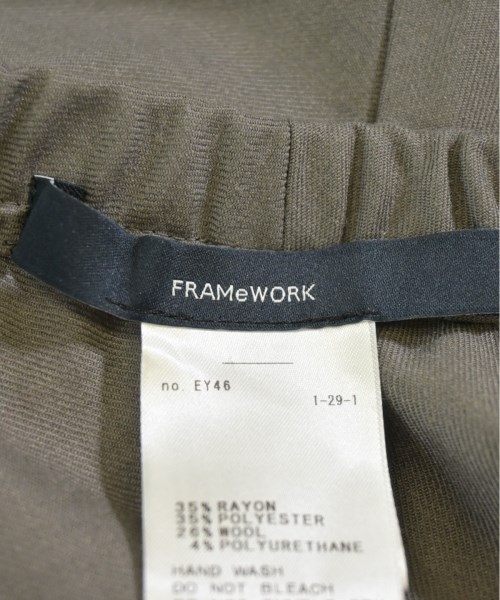 FRAMeWORK
no. EY46
1-29-1
35% RAYON
35% POLYESTER
26% WOOL
4% POLYURETHANE
HAND WASH
DO NOT BLEACH